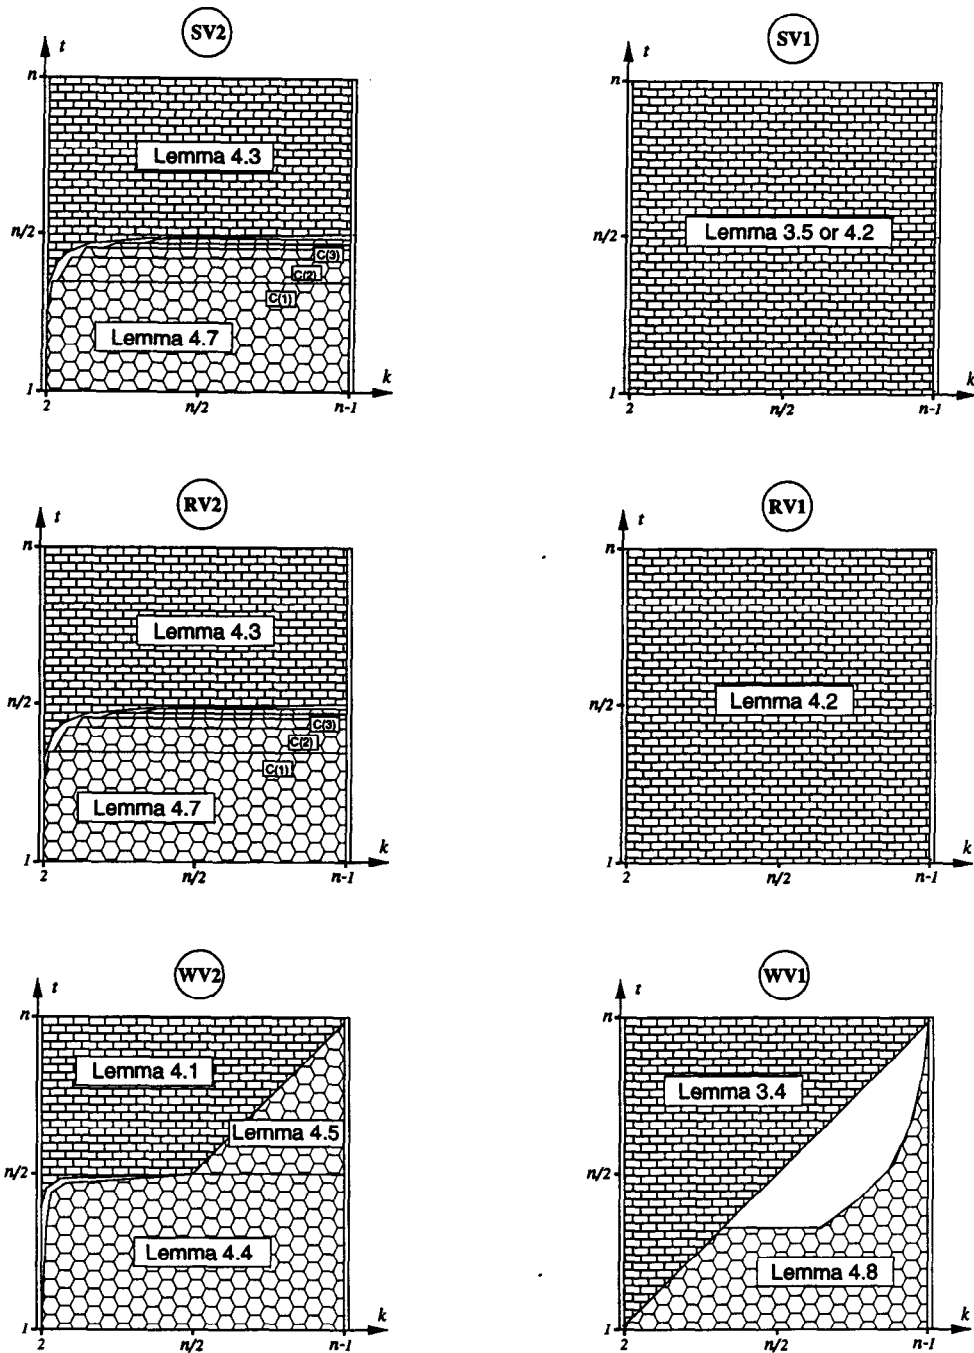 SV2
t
n
Lemma 4.3
n/2
C(3)
C(2)
C(1)
Lemma 4.7
1
k
2
n/2
n-1
SV1
t
n
n/2
Lemma 3.5 or 4.2
1
k
2
n/2
n-1
RV2
t
n
Lemma 4.3
n/2
C(3)
C(2)
C(1)
Lemma 4.7
1
k
2
n/2
n-1
RV1
t
n
n/2
Lemma 4.2
1
k
2
n/2
n-1
WV2
t
n
Lemma 4.1
Lemma 4.5
n/2
Lemma 4.4
1
k
2
n/2
n-1
WV1
t
n
Lemma 3.4
n/2
Lemma 4.8
1
k
2
n/2
n-1